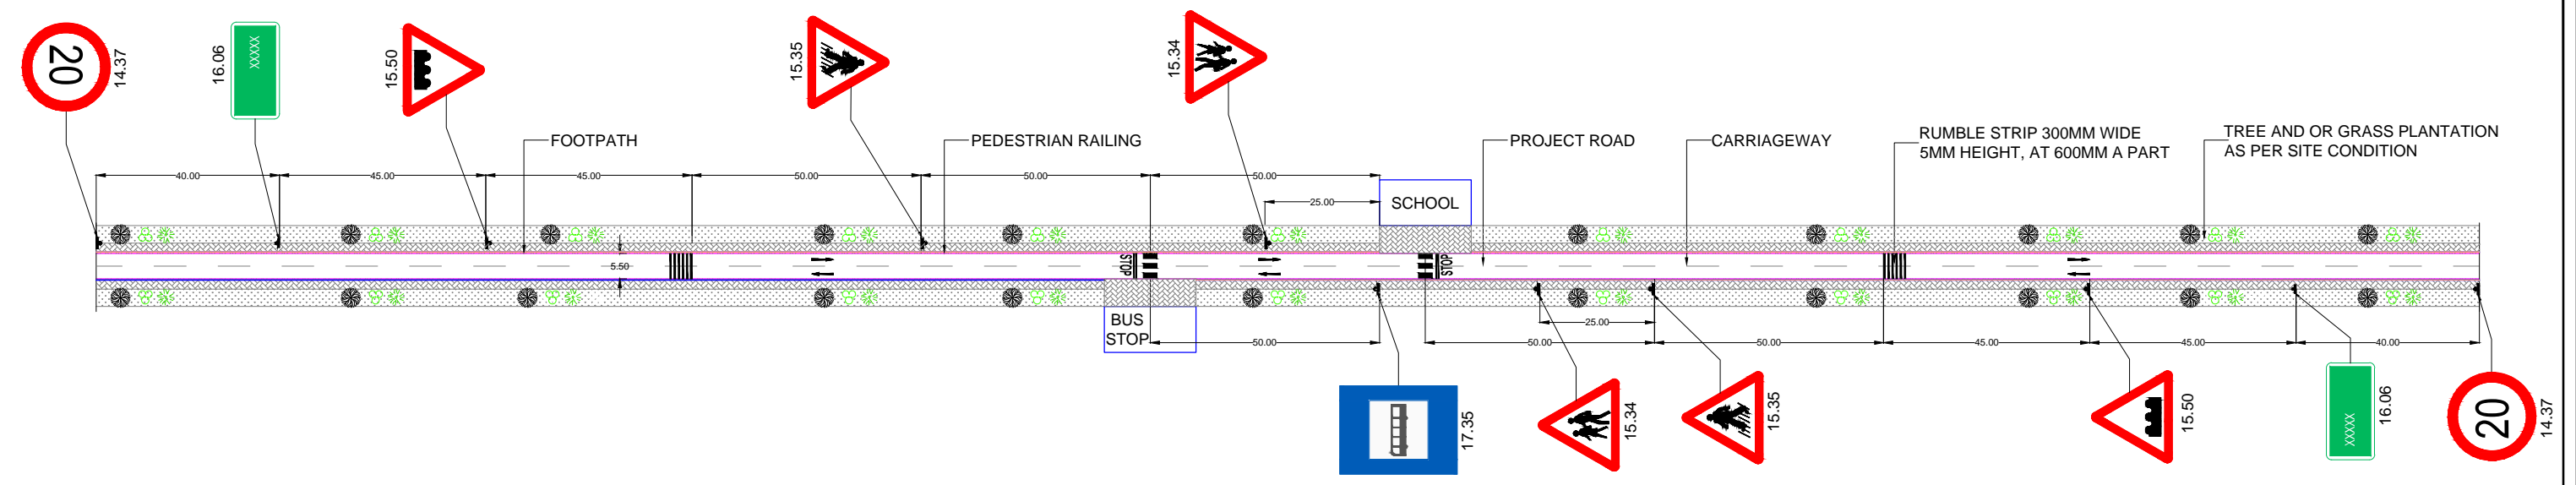 20
14.37
16.06
XXXXX
15.50
15.35
15.34
FOOTPATH
PEDESTRIAN RAILING
PROJECT ROAD
CARRIAGEWAY
RUMBLE STRIP 300MM WIDE
5MM HEIGHT, AT 600MM A PART
TREE AND OR GRASS PLANTATION
AS PER SITE CONDITION
40.00
45.00
45.00
50.00
50.00
50.00
25.00
SCHOOL
5.50
STOP
STOP
BUS
STOP
25.00
50.00
50.00
50.00
45.00
45.00
40.00
17.35
15.34
15.35
15.50
XXXXX
16.06
20
14.37